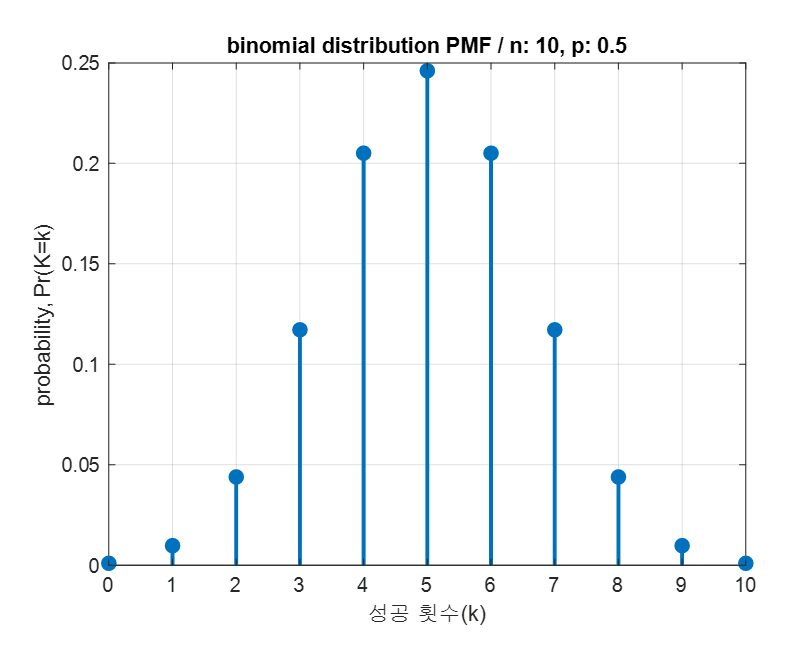 binomial distribution PMF / n: 10, p: 0.5
0.25
0.2
0.15
0.1
0.05
0
probability, Pr(K=k)
0 1 2 3 4 5 6 7 8 9 10
성공 횟수(k)